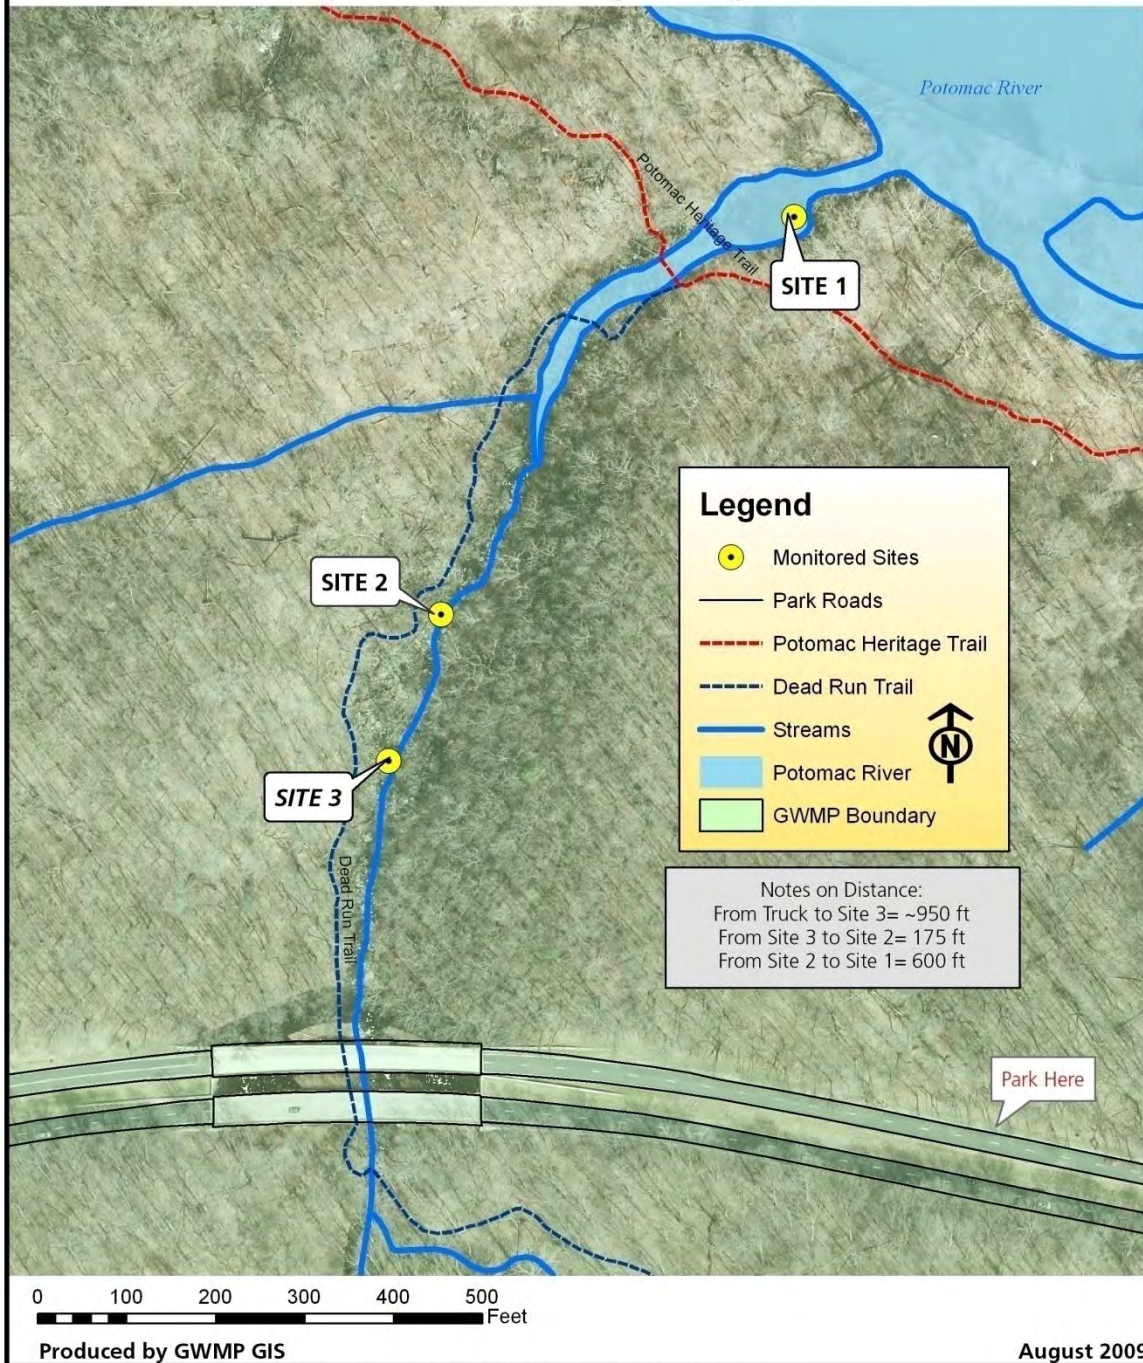 Potomac River
Potomac Heritage Trail
SITE 1
SITE 2
SITE 3
Dead Run Trail
Legend
Monitored Sites
Park Roads
Potomac Heritage Trail
Dead Run Trail
Streams
N
Potomac River
GWMP Boundary
Notes on Distance:
From Truck to Site 3= ~950 ft
From Site 3 to Site 2= 175 ft
From Site 2 to Site 1= 600 ft
Park Here
0 100 200 300 400 500
Feet
Produced by GWMP GIS
August 2009